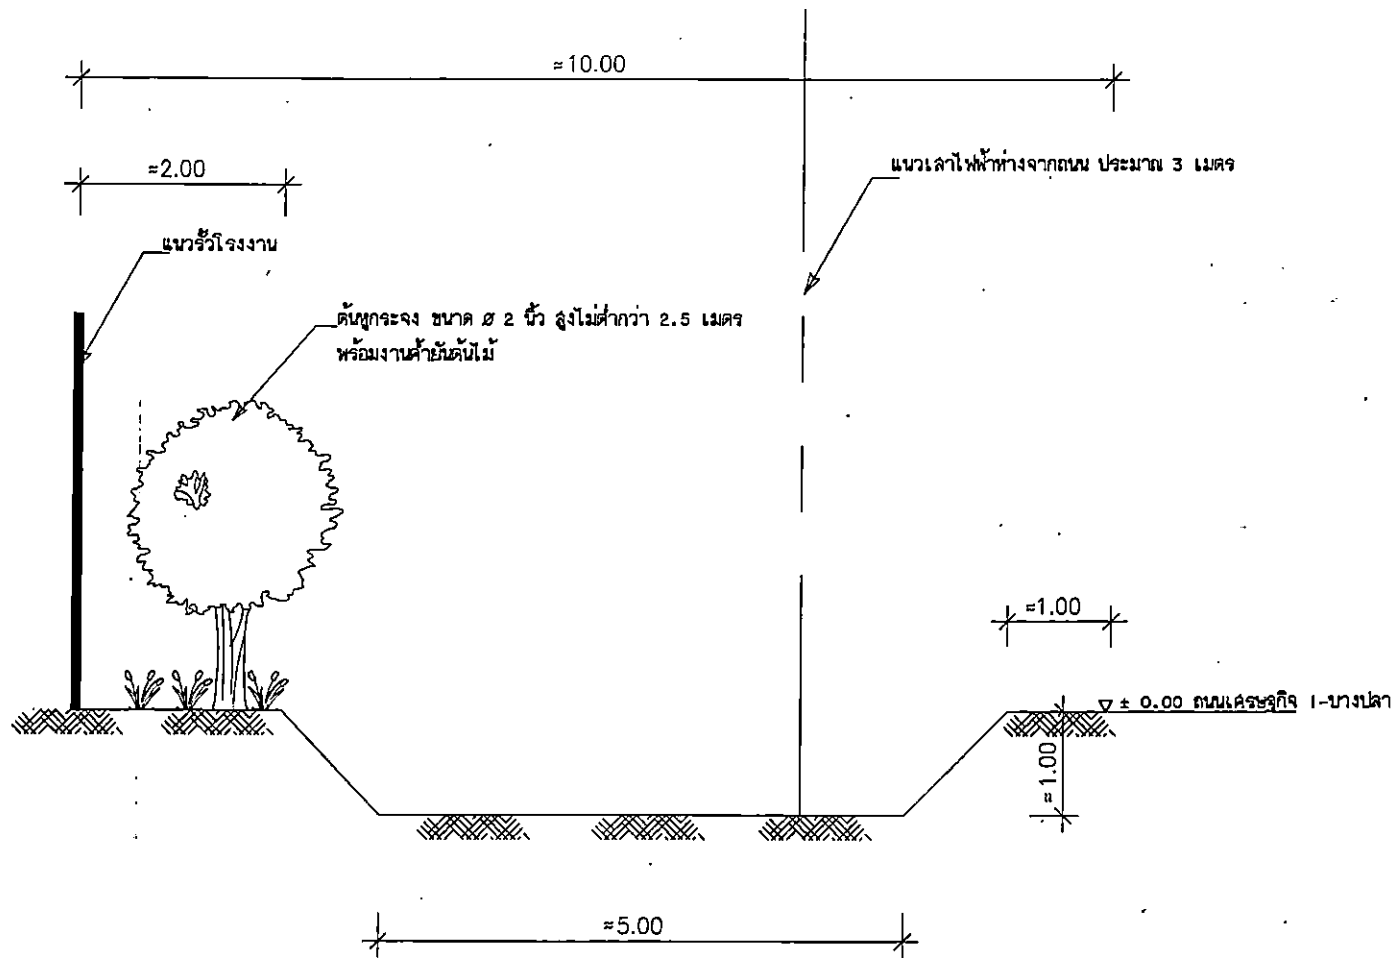 ≈10.00
≈2.00
แนวเสาไฟฟ้าห่างจากถนน ประมาณ 3 เมตร
แนวรั้วโรงงาน
ต้นหูกระจง ขนาด Ø 2 นิ้ว สูงไม่ต่ำกว่า 2.5 เมตร
พร้อมงานค้ำยันต้นไม้
≈1.00
± 0.00 ถนนเศรษฐกิจ 1-บางปลา
≈1.00
≈5.00